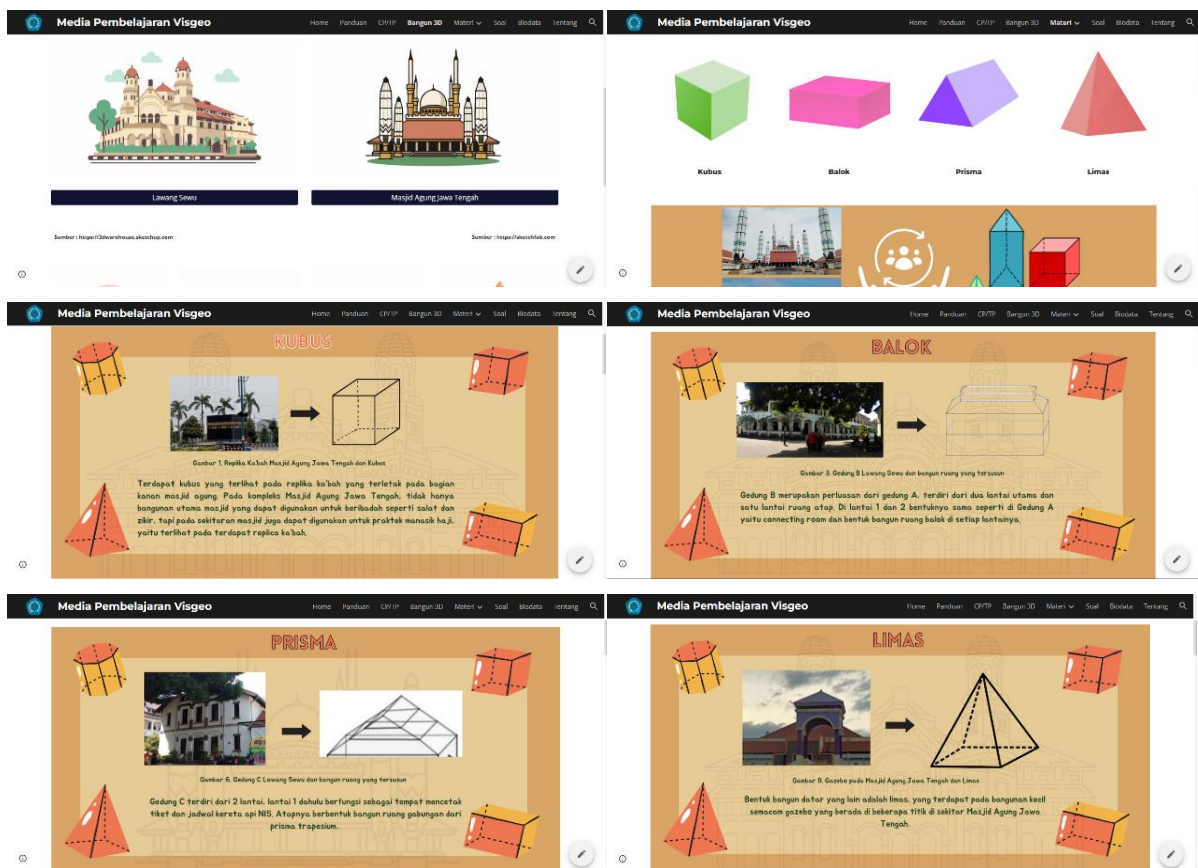 Media Pembelajaran Visgeo
Home Panduan CP/TP Bangun 3D Materi Soal Biodata Tentang
Lawang Sewu
Masjid Agung Jawa Tengah
Sumber : https://3dwarehouse.sketchup.com
Sumber : https://sketchfab.com
Media Pembelajaran Visgeo
Home Panduan CP/TP Bangun 3D Materi Soal Biodata Tentang
Kubus
Balok
Prisma
Limas
Media Pembelajaran Visgeo
Home Panduan CP/TP Bangun 3D Materi Soal Biodata Tentang
KUBUS
Gambar 1. Replika Ka'bah Masjid Agung Jawa Tengah dan Kubus
Terdapat kubus yang terlihat pada replika ka'bah yang terletak pada bagian
kanan masjid agung. Pada kompleks Masjid Agung Jawa Tengah, tidak hanya
bangunan utama masjid yang dapat digunakan untuk beribadah seperti salat dan
zikir, tapi pada sekitaran masjid juga dapat digunakan untuk praktek manasik haji,
yaitu terlihat pada terdapat replica ka'bah.
Media Pembelajaran Visgeo
Home Panduan CP/TP Bangun 3D Materi Soal Biodata Tentang
BALOK
Gambar 3. Gedung B Lawang Sewu dan bangun ruang yang tersusun
Gedung B merupakan perluasan dari gedung A, terdiri dari dua lantai utama dan
satu lantai ruang atap. Di lantai 1 dan 2 bentuknya sama seperti di Gedung A
yaitu connecting room dan bentuk bangun ruang balok di setiap lantainya.
Media Pembelajaran Visgeo
Home Panduan CP/TP Bangun 3D Materi Soal Biodata Tentang
PRISMA
Gambar 6. Gedung C Lawang Sewu dan bangun ruang yang tersusun
Gedung C terdiri dari 2 lantai, lantai 1 dahulu berfungsi sebagai tempat mencetak
tiket dan jadwal kereta api NIS. Atapnya berbentuk bangun ruang gabungan dari
prisma trapesium.
Media Pembelajaran Visgeo
Home Panduan CP/TP Bangun 3D Materi Soal Biodata Tentang
LIMAS
Gambar 9. Gazebo pada Masjid Agung Jawa Tengah dan Limas
Bentuk bangun datar yang lain adalah limas, yang terdapat pada bangunan kecil
semacam gazebo yang berada di beberapa titik di sekitar Masjid Agung Jawa
Tengah.